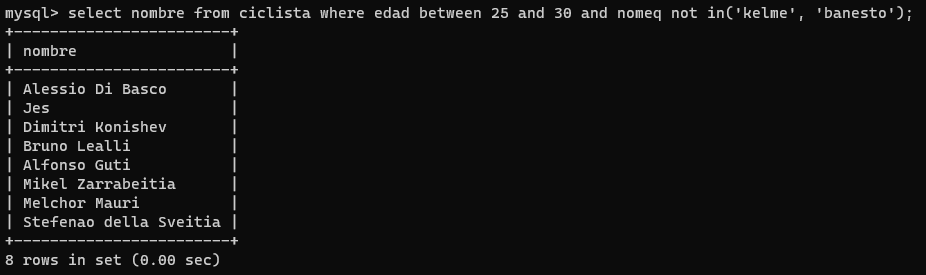 mysql> select nombre from ciclista where edad between 25 and 30 and nomeq not in('kelme', 'banesto');
+------------------------+
| nombre                 |
+------------------------+
| Alessio Di Basco       |
| Jes                    |
| Dimitri Konishev       |
| Bruno Lealli           |
| Alfonso Guti           |
| Mikel Zarrabeitia      |
| Melchor Mauri          |
| Stefenao della Sveitia |
+------------------------+
8 rows in set (0.00 sec)